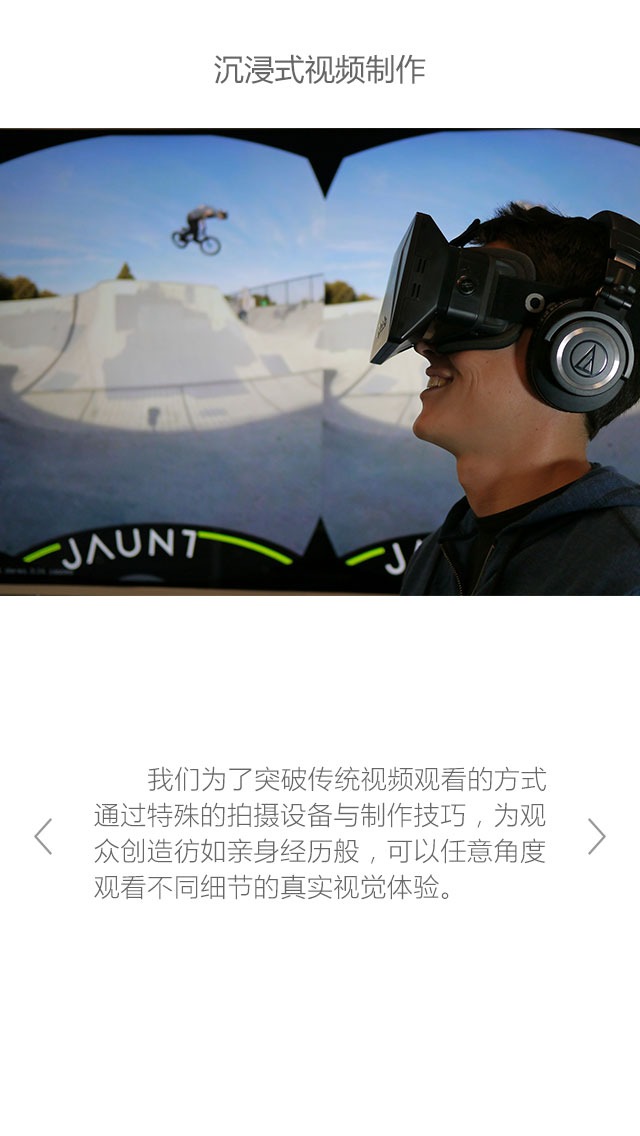 沉浸式视频制作
JAUNT
JA
我们为了突破传统视频观看的方式
通过特殊的拍摄设备与制作技巧，为观
众创造彷如亲身经历般，可以任意角度
观看不同细节的真实视觉体验。